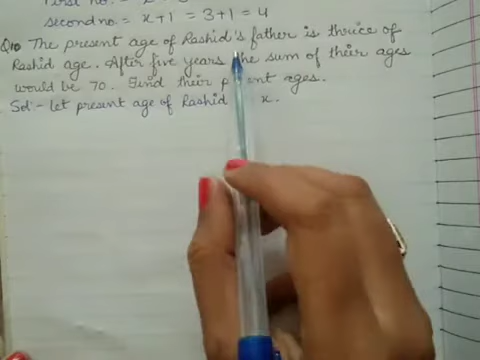 second no. = x + 1 = 3 + 1 = 4
Q10 The present age of Rashid's father is thrice of
Rashid age. After five years the sum of their ages
would be 70. Find their present ages.
Sol - let present age of Rashid x.